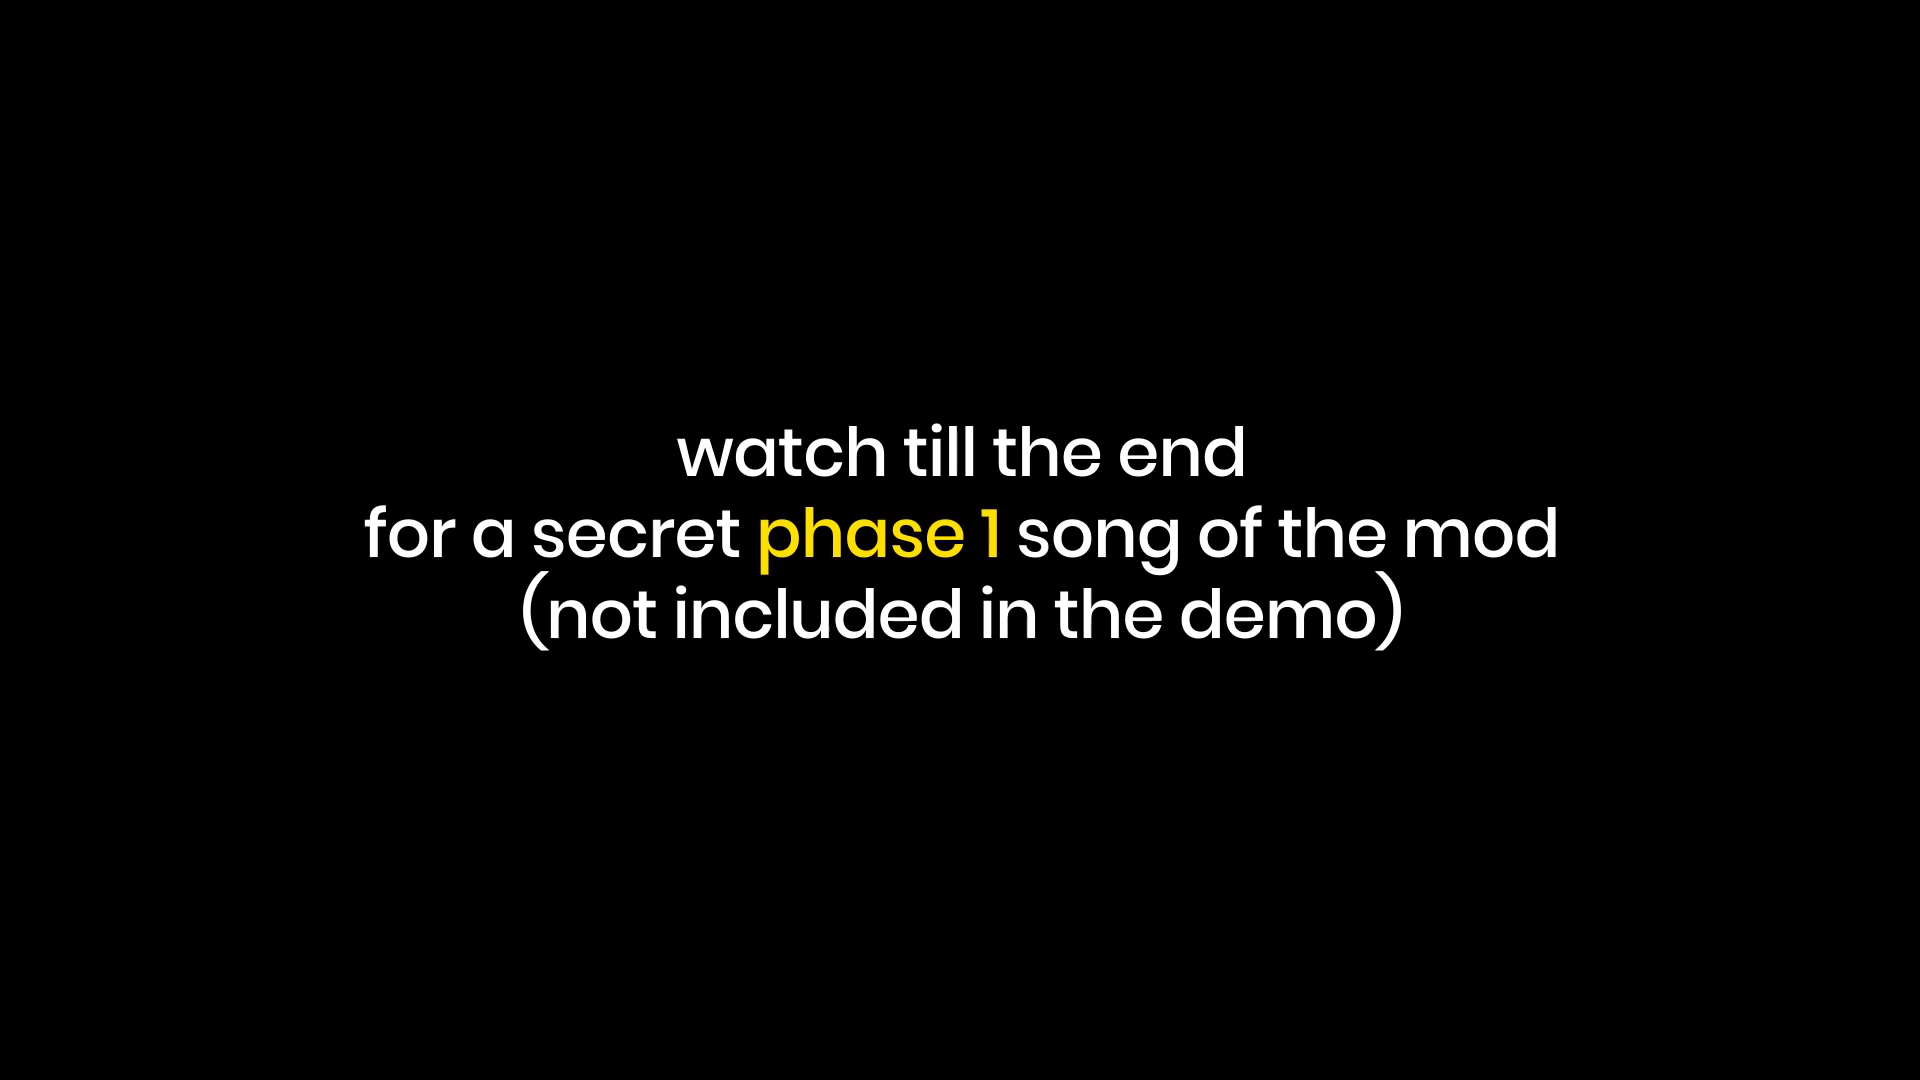 watch till the end
for a secret phase 1 song of the mod
(not included in the demo)